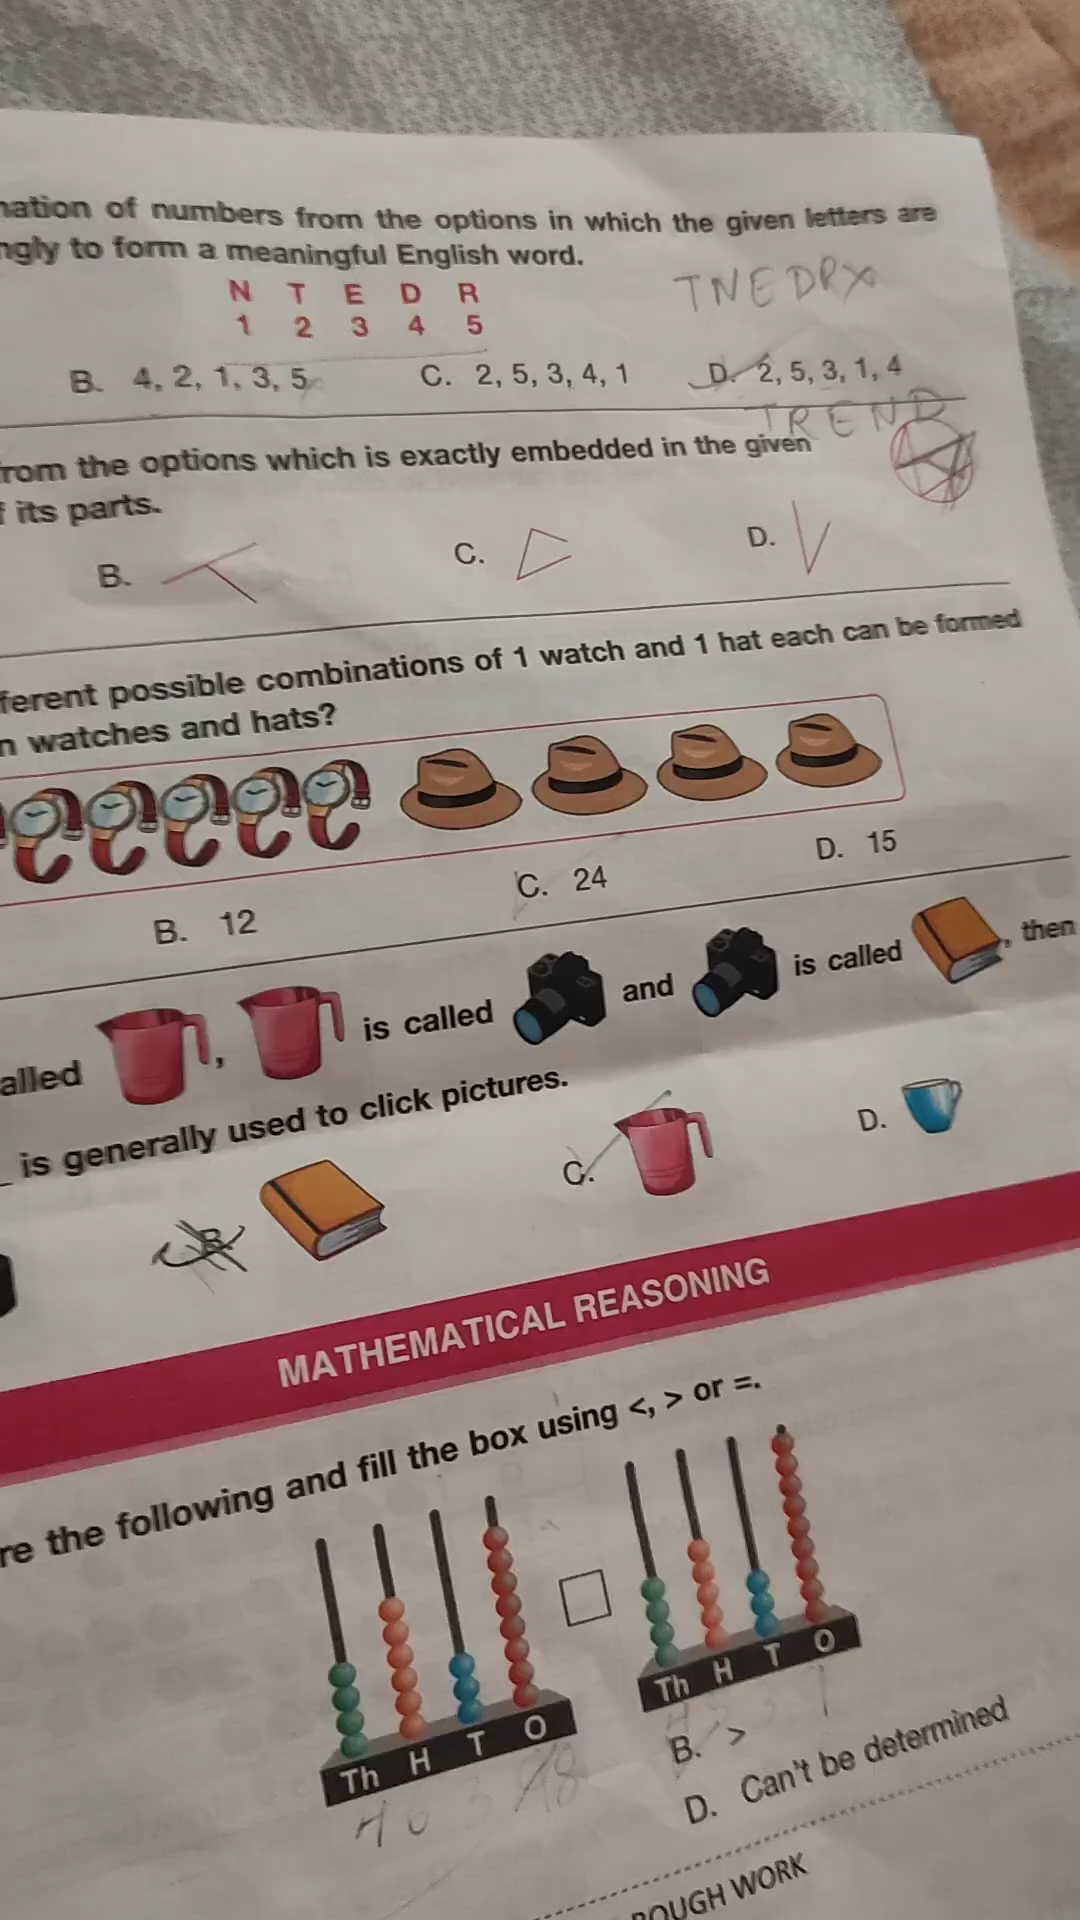 nation of numbers from the options in which the given letters are
ngly to form a meaningful English word.
N T E D R
1 2 3 4 5
TNEDRX
B. 4, 2, 1, 3, 5 C. 2, 5, 3, 4, 1 D. 2, 5, 3, 1, 4
TREND
from the options which is exactly embedded in the given
f its parts.
B. C. D.
ferent possible combinations of 1 watch and 1 hat each can be formed
n watches and hats?
B. 12 C. 24 D. 15
alled , is called and is called , then
_ is generally used to click pictures.
B. C. D.
MATHEMATICAL REASONING
re the following and fill the box using <, > or =.
Th H T O Th H T O
B. >
D. Can't be determined
ROUGH WORK